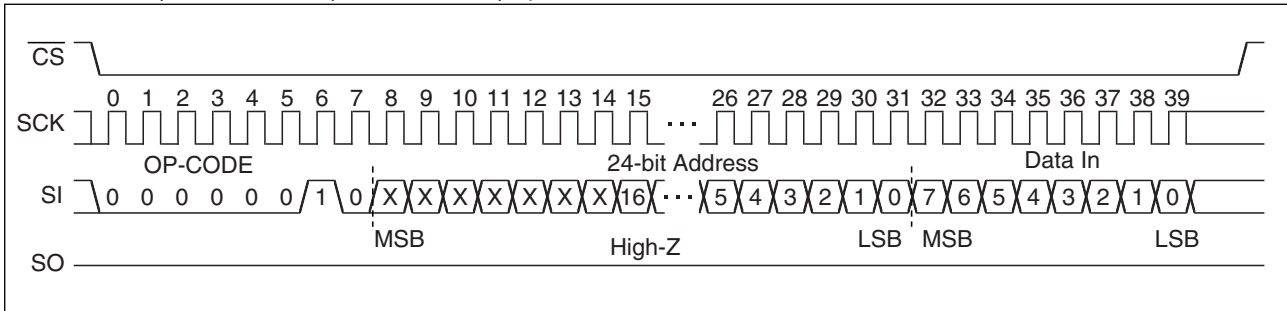 CS
0 1 2 3 4 5 6 7 8 9 10 11 12 13 14 15 26 27 28 29 30 31 32 33 34 35 36 37 38 39
SCK
OP-CODE 24-bit Address Data In
SI 0 0 0 0 0 0 1 0 X X X X X X X 16 ··· 5 4 3 2 1 0 7 6 5 4 3 2 1 0
MSB High-Z LSB MSB LSB
SO